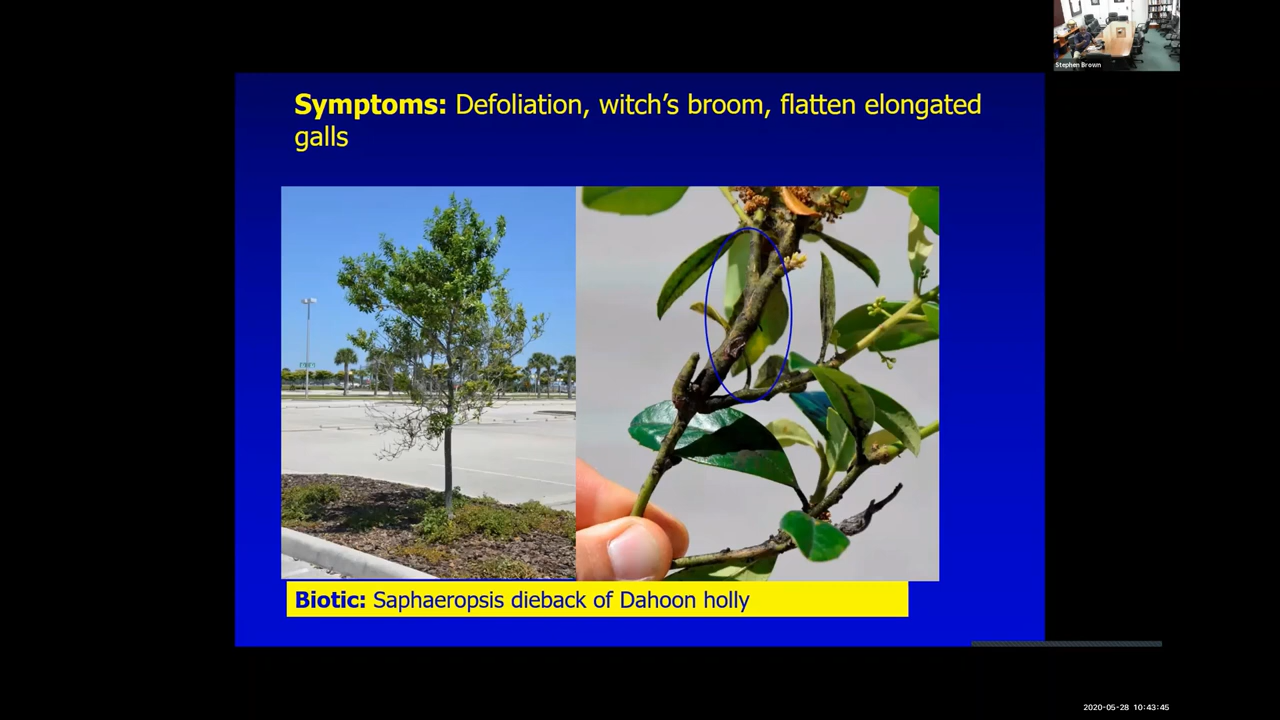 Stephen Brown
Symptoms: Defoliation, witch's broom, flatten elongated
galls
Biotic: Saphaeropsis dieback of Dahoon holly
2020-05-28 10:43:45